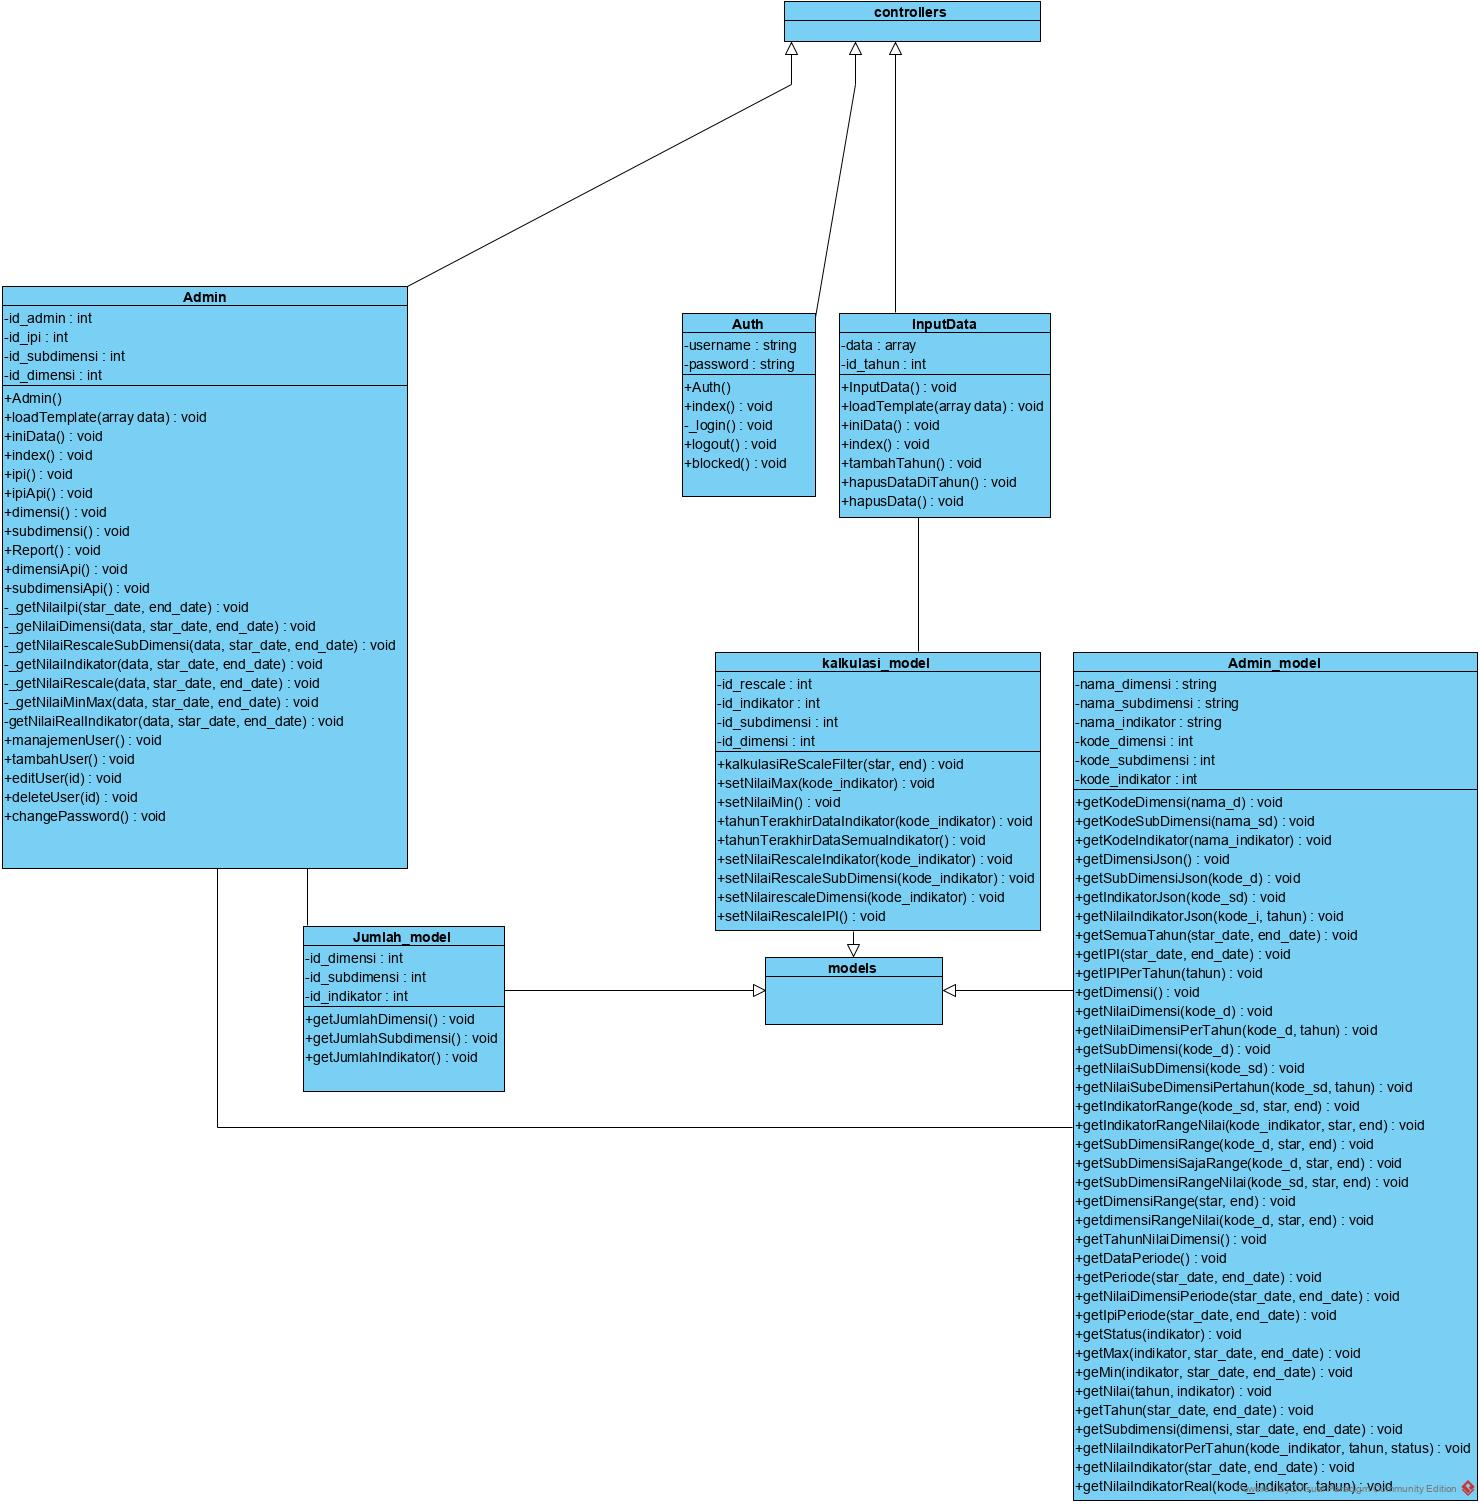 controllers
Admin
-id_admin : int
-id_ipi : int
-id_subdimensi : int
-id_dimensi : int
+Admin()
+loadTemplate(array data) : void
+iniData() : void
+index() : void
+ipi() : void
+ipiApi() : void
+dimensi() : void
+subdimensi() : void
+Report() : void
+dimensiApi() : void
+subdimensiApi() : void
-_getNilaiIpi(star_date, end_date) : void
-_geNilaiDimensi(data, star_date, end_date) : void
-_getNilaiRescaleSubDimensi(data, star_date, end_date) : void
-_getNilaiIndikator(data, star_date, end_date) : void
-_getNilaiRescale(data, star_date, end_date) : void
-_getNilaiMinMax(data, star_date, end_date) : void
-getNilaiRealIndikator(data, star_date, end_date) : void
+manajemenUser() : void
+tambahUser() : void
+editUser(id) : void
+deleteUser(id) : void
+changePassword() : void
Auth
-username : string
-password : string
+Auth()
+index() : void
-_login() : void
+logout() : void
+blocked() : void
InputData
-data : array
-id_tahun : int
+InputData() : void
+loadTemplate(array data) : void
+iniData() : void
+index() : void
+tambahTahun() : void
+hapusDataDiTahun() : void
+hapusData() : void
kalkulasi_model
-id_rescale : int
-id_indikator : int
-id_subdimensi : int
-id_dimensi : int
+kalkulasiReScaleFilter(star, end) : void
+setNilaiMax(kode_indikator) : void
+setNilaiMin() : void
+tahunTerakhirDataIndikator(kode_indikator) : void
+tahunTerakhirDataSemuaIndikator() : void
+setNilaiRescaleIndikator(kode_indikator) : void
+setNilaiRescaleSubDimensi(kode_indikator) : void
+setNilairescaleDimensi(kode_indikator) : void
+setNilaiRescaleIPI() : void
Admin_model
-nama_dimensi : string
-nama_subdimensi : string
-nama_indikator : string
-kode_dimensi : int
-kode_subdimensi : int
-kode_indikator : int
+getKodeDimensi(nama_d) : void
+getKodeSubDimensi(nama_sd) : void
+getKodeIndikator(nama_indikator) : void
+getDimensiJson() : void
+getSubDimensiJson(kode_d) : void
+getIndikatorJson(kode_sd) : void
+getNilaiIndikatorJson(kode_i, tahun) : void
+getSemuaTahun(star_date, end_date) : void
+getIPI(star_date, end_date) : void
+getIPIPerTahun(tahun) : void
+getDimensi() : void
+getNilaiDimensi(kode_d) : void
+getNilaiDimensiPerTahun(kode_d, tahun) : void
+getSubDimensi(kode_d) : void
+getNilaiSubDimensi(kode_sd) : void
+getNilaiSubeDimensiPertahun(kode_sd, tahun) : void
+getIndikatorRange(kode_sd, star, end) : void
+getIndikatorRangeNilai(kode_indikator, star, end) : void
+getSubDimensiRange(kode_d, star, end) : void
+getSubDimensiSajaRange(kode_d, star, end) : void
+getSubDimensiRangeNilai(kode_sd, star, end) : void
+getDimensiRange(star, end) : void
+getdimensiRangeNilai(kode_d, star, end) : void
+getTahunNilaiDimensi() : void
+getDataPeriode() : void
+getPeriode(star_date, end_date) : void
+getNilaiDimensiPeriode(star_date, end_date) : void
+getIpiPeriode(star_date, end_date) : void
+getStatus(indikator) : void
+getMax(indikator, star_date, end_date) : void
+geMin(indikator, star_date, end_date) : void
+getNilai(tahun, indikator) : void
+getTahun(star_date, end_date) : void
+getSubdimensi(dimensi, star_date, end_date) : void
+getNilaiIndikatorPerTahun(kode_indikator, tahun, status) : void
+getNilaiIndikator(star_date, end_date) : void
+getNilaiIndikatorReal(kode_indikator, tahun) : void
Powered By Visual Paradigm Community Edition
Jumlah_model
-id_dimensi : int
-id_subdimensi : int
-id_indikator : int
+getJumlahDimensi() : void
+getJumlahSubdimensi() : void
+getJumlahIndikator() : void
models